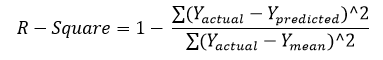 R − Square = 1 − ∑(Y_actual − Y_predicted)^2 / ∑(Y_actual − Y_mean)^2